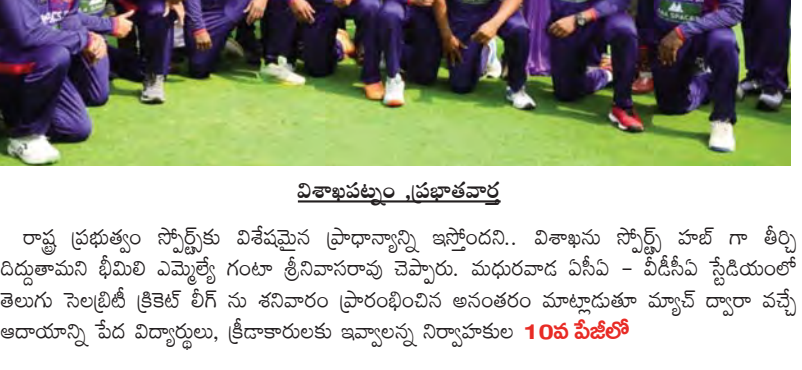 విశాఖపట్నం ,ప్రభాతవార్త
రాష్ట్ర ప్రభుత్వం స్పోర్ట్స్‌కు విశేషమైన ప్రాధాన్యాన్ని ఇస్తోందని.. విశాఖను స్పోర్ట్స్ హబ్ గా తీర్చి
దిద్దుతామని భీమిలి ఎమ్మెల్యే గంటా శ్రీనివాసరావు చెప్పారు. మధురవాడ ఏసీఏ – వీడీసీఏ స్టేడియంలో
తెలుగు సెలబ్రిటీ క్రికెట్ లీగ్ ను శనివారం ప్రారంభించిన అనంతరం మాట్లాడుతూ మ్యాచ్ ద్వారా వచ్చే
ఆదాయాన్ని పేద విద్యార్థులు, క్రీడాకారులకు ఇవ్వాలన్న నిర్వాహకుల 10వ పేజీలో